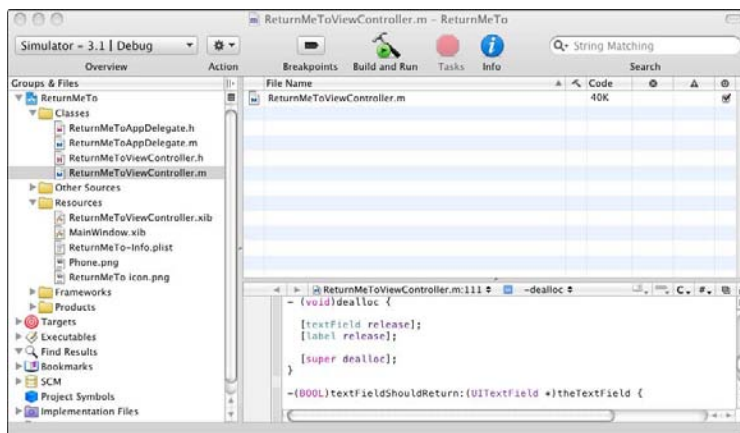 ReturnMeToViewController.m – ReturnMeTo
Simulator – 3.1 | Debug
String Matching
Overview
Action
Breakpoints
Build and Run
Tasks
Info
Search
Groups & Files
File Name
Code
ReturnMeTo
ReturnMeToViewController.m
40K
Classes
ReturnMeToAppDelegate.h
ReturnMeToAppDelegate.m
ReturnMeToViewController.h
ReturnMeToViewController.m
Other Sources
Resources
ReturnMeToViewController.xib
MainWindow.xib
ReturnMeTo-Info.plist
Phone.png
ReturnMeTo icon.png
Frameworks
Products
Targets
Executables
Find Results
Bookmarks
SCM
Project Symbols
Implementation Files
ReturnMeToViewController.m:111
-dealloc
C, #,
- (void)dealloc {
[textField release];
[label release];
[super dealloc];
}
-(BOOL)textFieldShouldReturn:(UITextField *)theTextField {